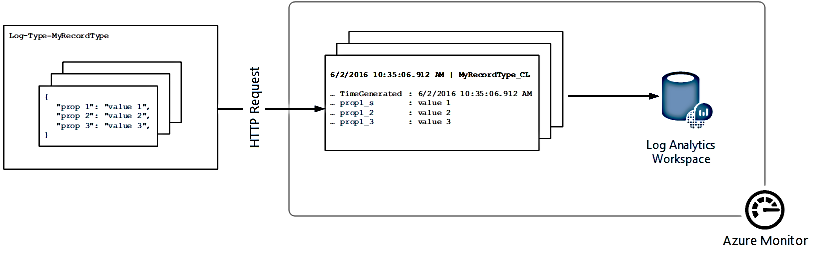 Log-Type-MyRecordType
{
"prop 1": "value 1",
"prop 2": "value 2",
"prop 3": "value 3",
}
HTTP Request
6/2/2016 10:35:06.912 AM | MyRecordType_CL
… TimeGenerated : 6/2/2016 10:35:06.912 AM
… prop1_s : value 1
… prop1_2 : value 2
… prop1_3 : value 3
Log Analytics
Workspace
Azure Monitor